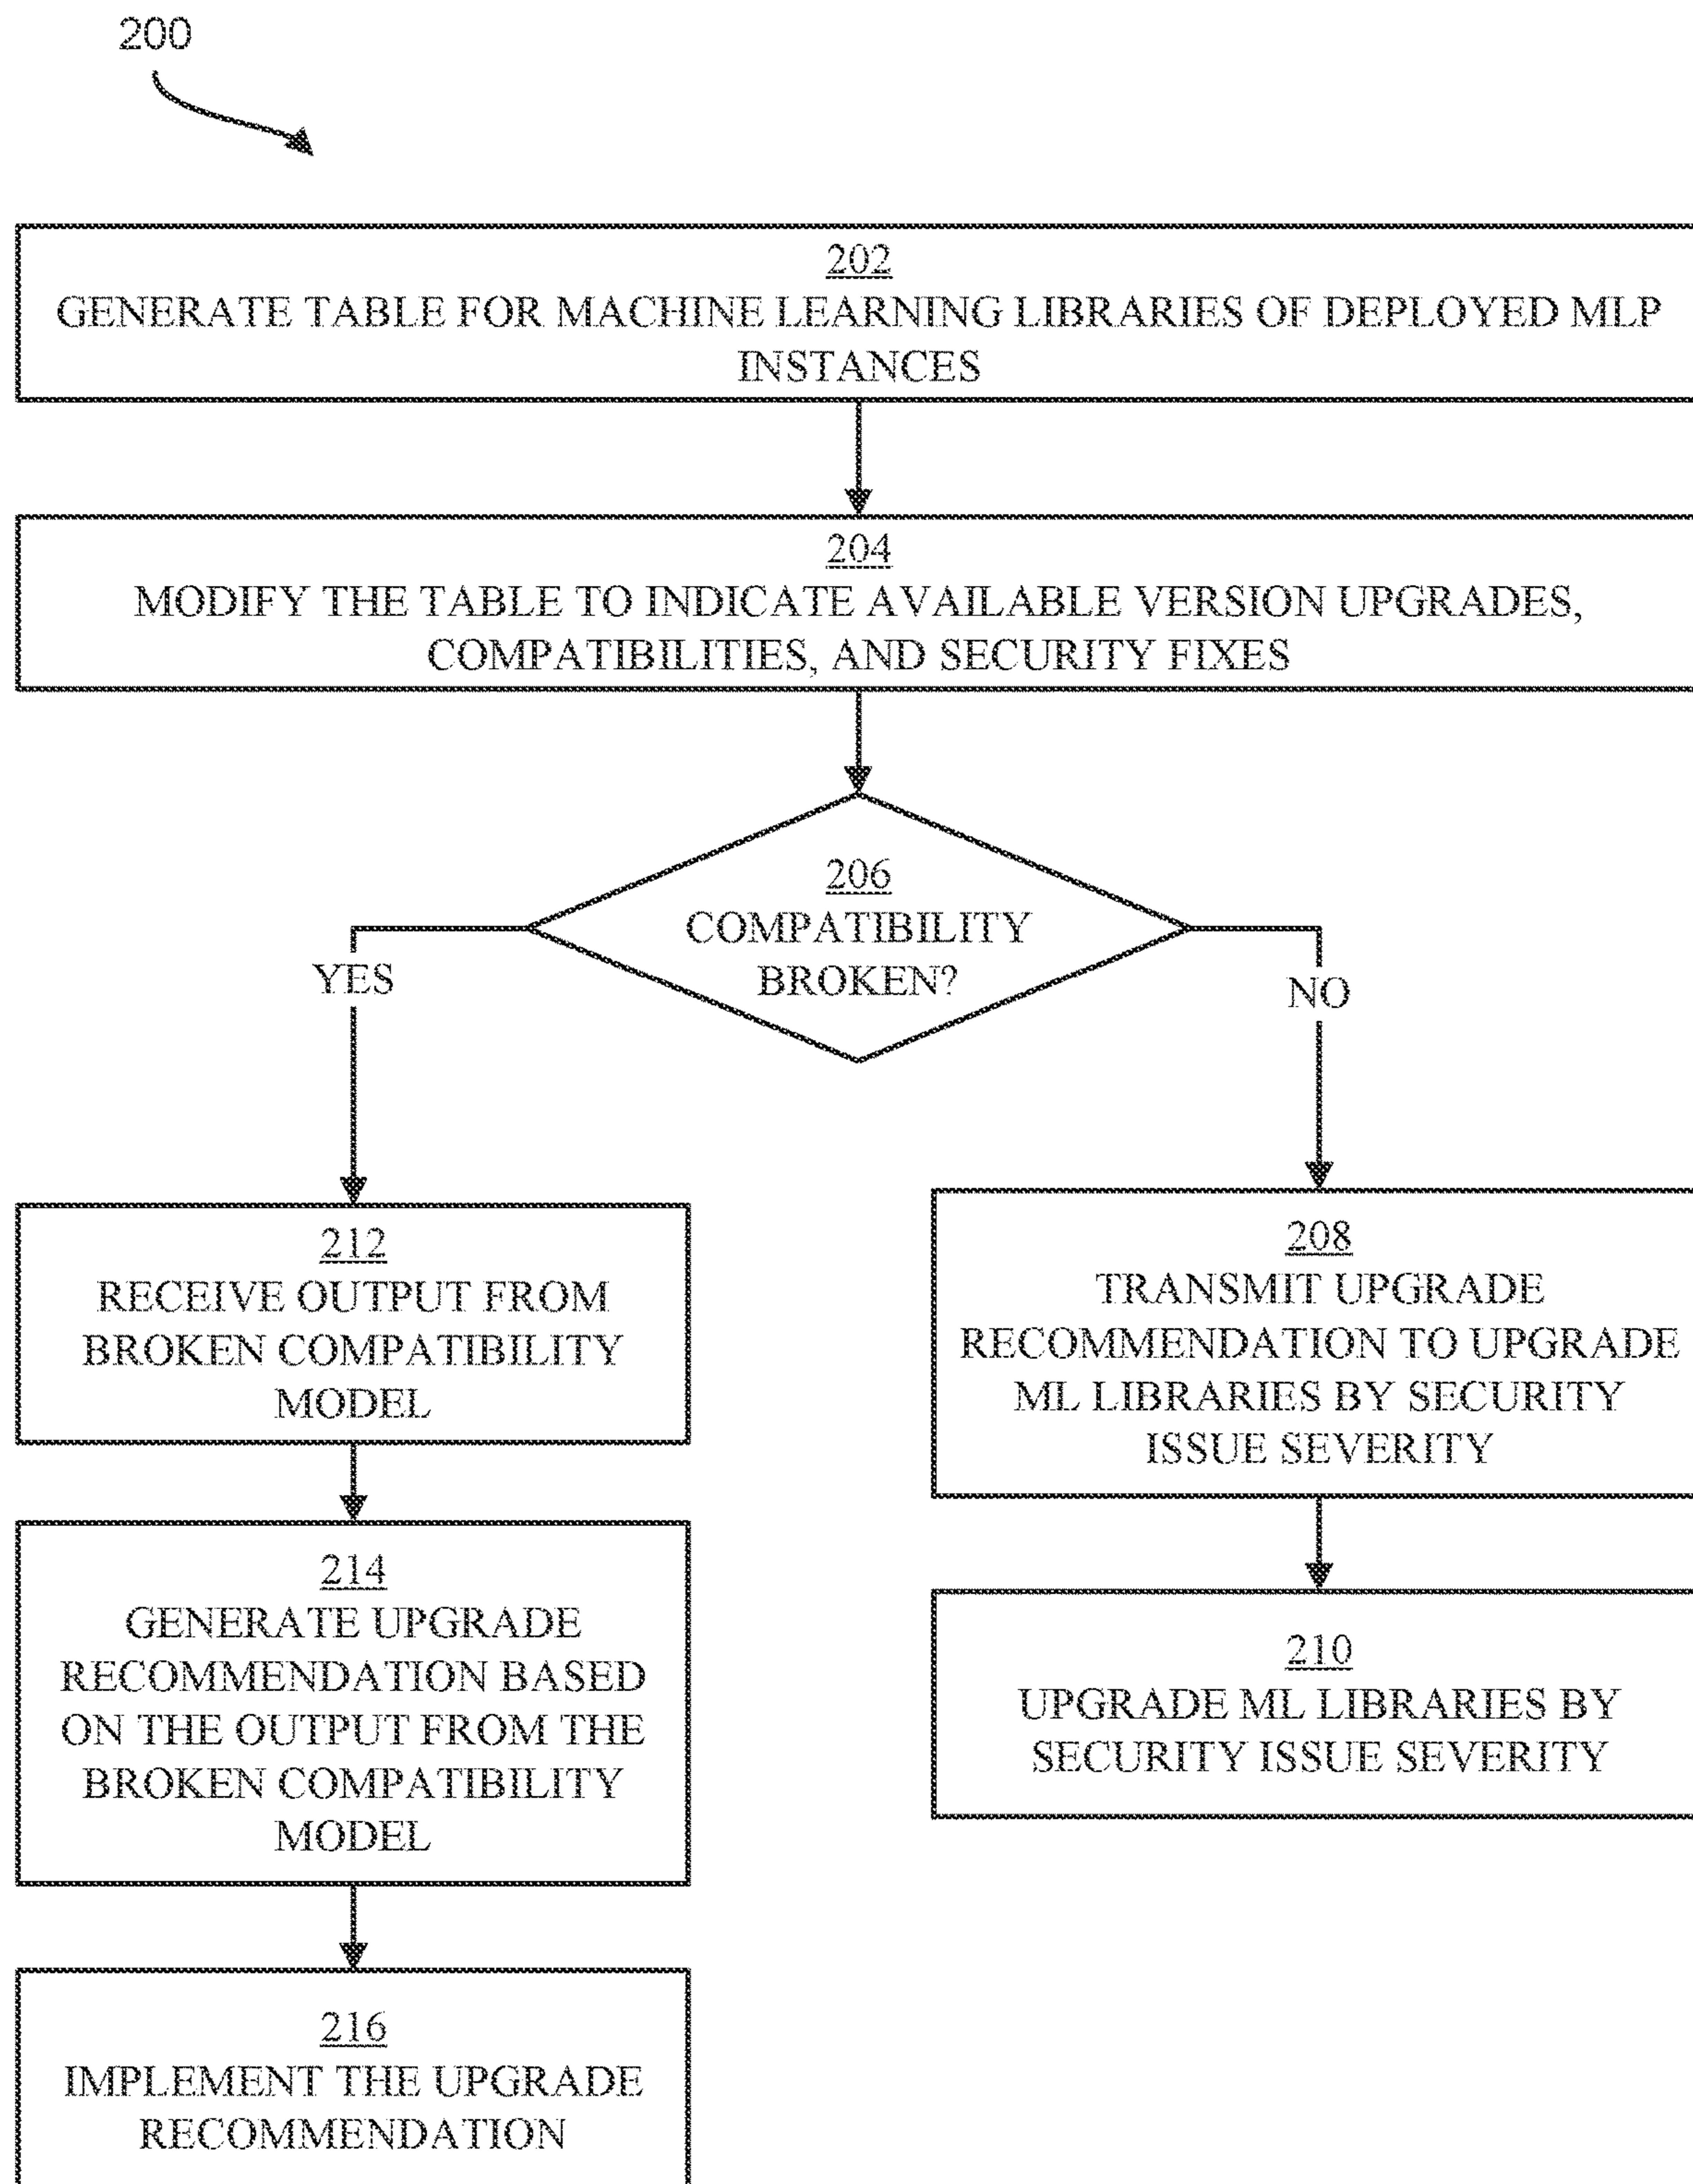 200
202
GENERATE TABLE FOR MACHINE LEARNING LIBRARIES OF DEPLOYED MLP
INSTANCES
204
MODIFY THE TABLE TO INDICATE AVAILABLE VERSION UPGRADES,
COMPATIBILITIES, AND SECURITY FIXES
206
COMPATIBILITY
BROKEN?
YES
NO
212
RECEIVE OUTPUT FROM
BROKEN COMPATIBILITY
MODEL
208
TRANSMIT UPGRADE
RECOMMENDATION TO UPGRADE
ML LIBRARIES BY SECURITY
ISSUE SEVERITY
214
GENERATE UPGRADE
RECOMMENDATION BASED
ON THE OUTPUT FROM THE
BROKEN COMPATIBILITY
MODEL
210
UPGRADE ML LIBRARIES BY
SECURITY ISSUE SEVERITY
216
IMPLEMENT THE UPGRADE
RECOMMENDATION